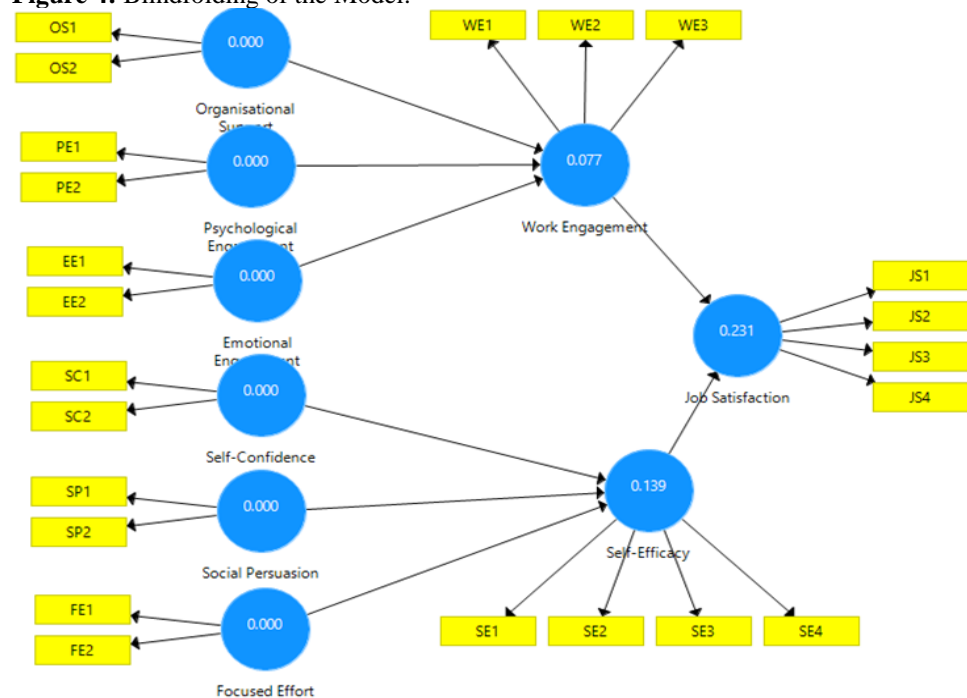 Figure 4. Blindfolding of the Model.
OS1
OS2
0.000
Organisational
Support
PE1
PE2
0.000
Psychological
EE1
EE2
0.000
Emotional
SC1
SC2
0.000
Self-Confidence
SP1
SP2
0.000
Social Persuasion
FE1
FE2
0.000
Focused Effort
WE1
WE2
WE3
0.077
Work Engagement
0.231
Job Satisfaction
JS1
JS2
JS3
JS4
0.139
Self-Efficacy
SE1
SE2
SE3
SE4